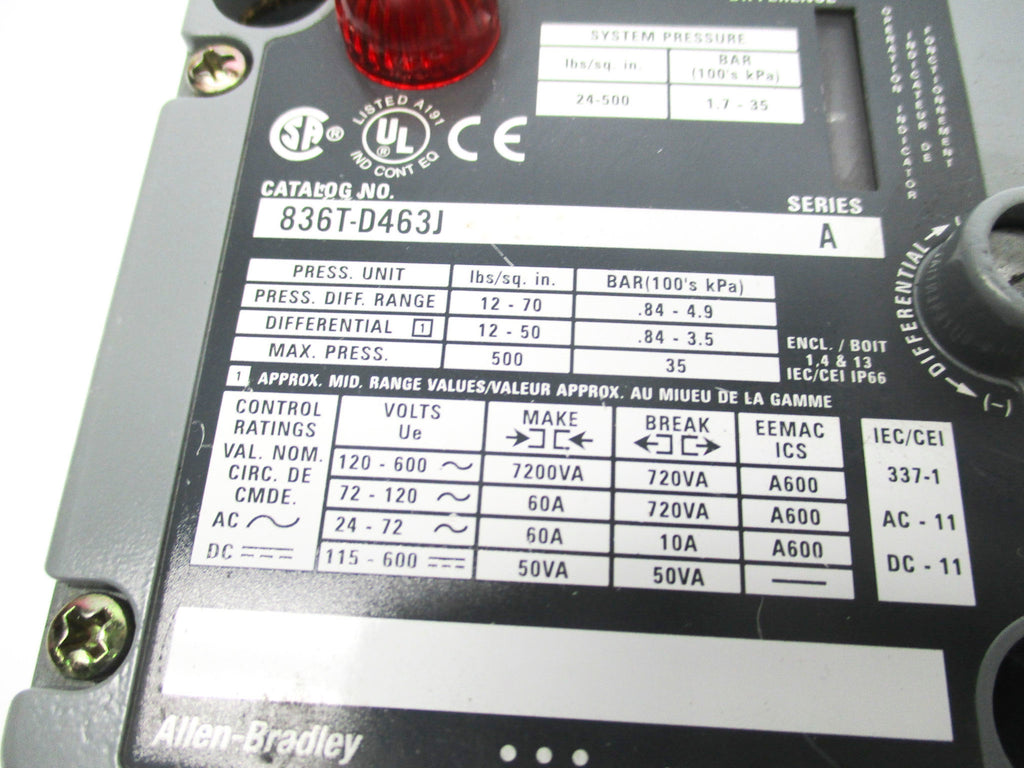 DIFFERENCE
SYSTEM PRESSURE
lbs/sq. in.
BAR
(100's kPa)
24-500
1.7 - 35
OPERATION INDICATOR
INDICATEUR DE
FONCTIONNEMENT
SA ®
LISTED A191
UL ®
IND CONT EQ
CE
CATALOG NO.
SERIES
836T-D463J
A
PRESS. UNIT lbs/sq. in. BAR(100's kPa)
PRESS. DIFF. RANGE 12 - 70 .84 - 4.9
DIFFERENTIAL 1 12 - 50 .84 - 3.5
MAX. PRESS. 500 35
ENCL. / BOIT
1,4 & 13
IEC/CEI IP66
DIFFERENTIAL
(-)
1 APPROX. MID. RANGE VALUES/VALEUR APPROX. AU MIUEU DE LA GAMME
CONTROL
RATINGS
VAL. NOM.
CIRC. DE
CMDE.
AC
DC
VOLTS
Ue
MAKE
BREAK
EEMAC
ICS
120 - 600 7200VA 720VA A600
72 - 120 60A 720VA A600
24 - 72 60A 10A A600
115 - 600 50VA 50VA
IEC/CEI
337-1
AC - 11
DC - 11
Allen-Bradley